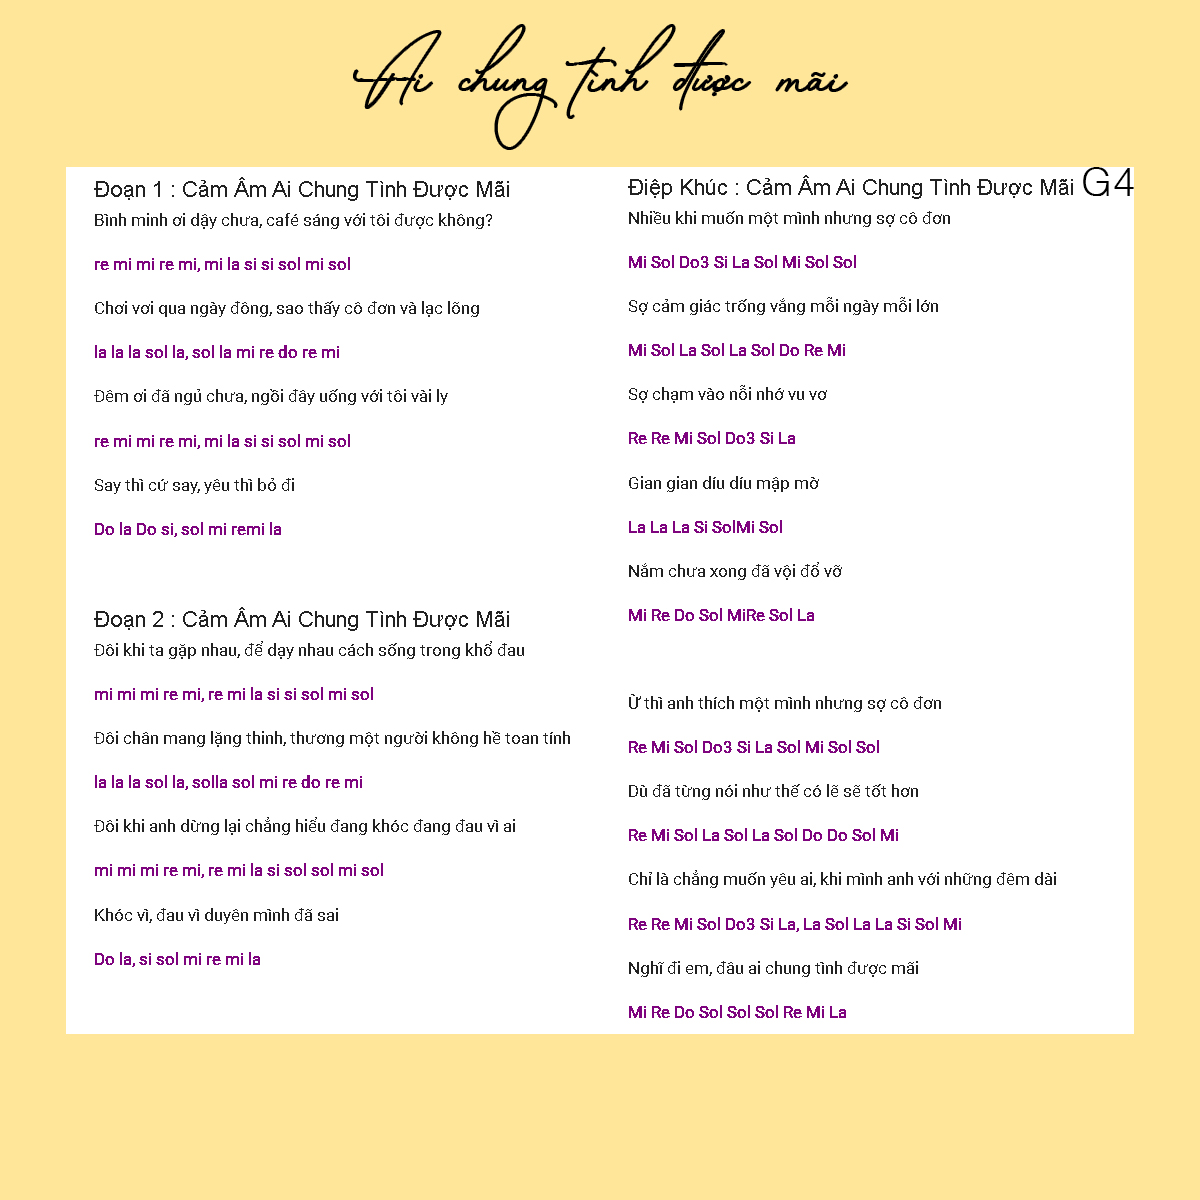 Ai chung tình được mãi
Đoạn 1 : Cảm Âm Ai Chung Tình Được Mãi
Bình minh ơi dậy chưa, café sáng với tôi được không?
re mi mi re mi, mi la si si sol mi sol
Chơi vơi qua ngày đông, sao thấy cô đơn và lạc lõng
la la la sol la, sol la mi re do re mi
Đêm ơi đã ngủ chưa, ngồi đây uống với tôi vài ly
re mi mi re mi, mi la si si sol mi sol
Say thì cứ say, yêu thì bỏ đi
Do la Do si, sol mi remi la
Đoạn 2 : Cảm Âm Ai Chung Tình Được Mãi
Đôi khi ta gặp nhau, để dạy nhau cách sống trong khổ đau
mi mi mi re mi, re mi la si si sol mi sol
Đôi chân mang lặng thinh, thương một người không hề toan tính
la la la sol la, solla sol mi re do re mi
Đôi khi anh dừng lại chẳng hiểu đang khóc đang đau vì ai
mi mi mi re mi, re mi la si sol sol mi sol
Khóc vì, đau vì duyên mình đã sai
Do la, si sol mi re mi la
Điệp Khúc : Cảm Âm Ai Chung Tình Được Mãi G4
Nhiều khi muốn một mình nhưng sợ cô đơn
Mi Sol Do3 Si La Sol Mi Sol Sol
Sợ cảm giác trống vắng mỗi ngày mỗi lớn
Mi Sol La Sol La Sol Do Re Mi
Sợ chạm vào nỗi nhớ vu vơ
Re Re Mi Sol Do3 Si La
Gian gian díu díu mập mờ
La La La Si SolMi Sol
Nắm chưa xong đã vội đổ vỡ
Mi Re Do Sol MiRe Sol La
Ừ thì anh thích một mình nhưng sợ cô đơn
Re Mi Sol Do3 Si La Sol Mi Sol Sol
Dù đã từng nói như thế có lẽ sẽ tốt hơn
Re Mi Sol La Sol La Sol Do Do Sol Mi
Chỉ là chẳng muốn yêu ai, khi mình anh với những đêm dài
Re Re Mi Sol Do3 Si La, La Sol La La Si Sol Mi
Nghĩ đi em, đâu ai chung tình được mãi
Mi Re Do Sol Sol Sol Re Mi La